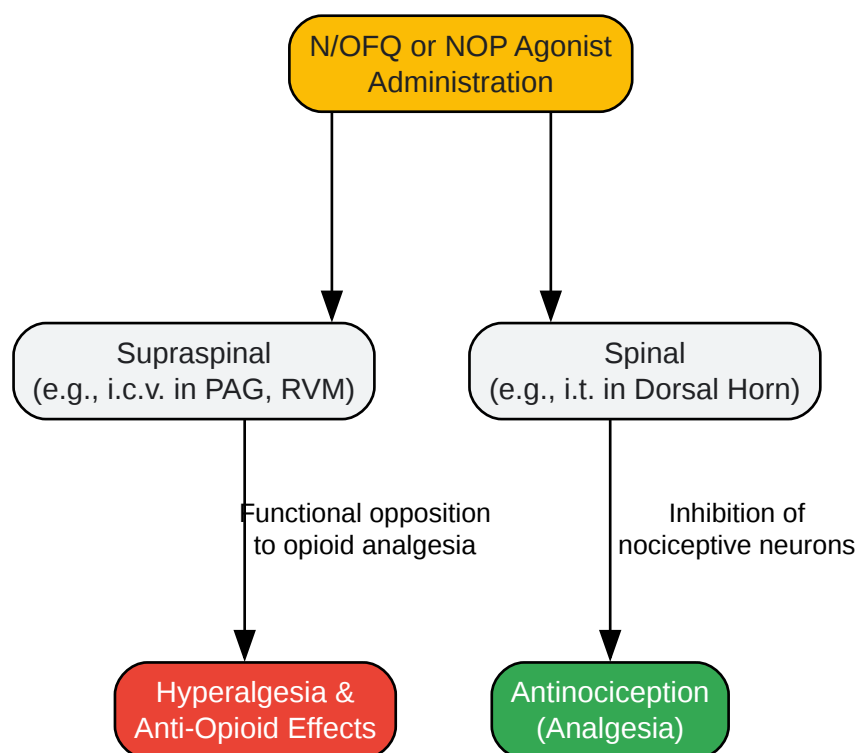 N/OFQ or NOP Agonist
Administration
Supraspinal
(e.g., i.c.v. in PAG, RVM)
Spinal
(e.g., i.t. in Dorsal Horn)
Functional opposition
to opioid analgesia
Inhibition of
nociceptive neurons
Hyperalgesia &
Anti-Opioid Effects
Antinociception
(Analgesia)